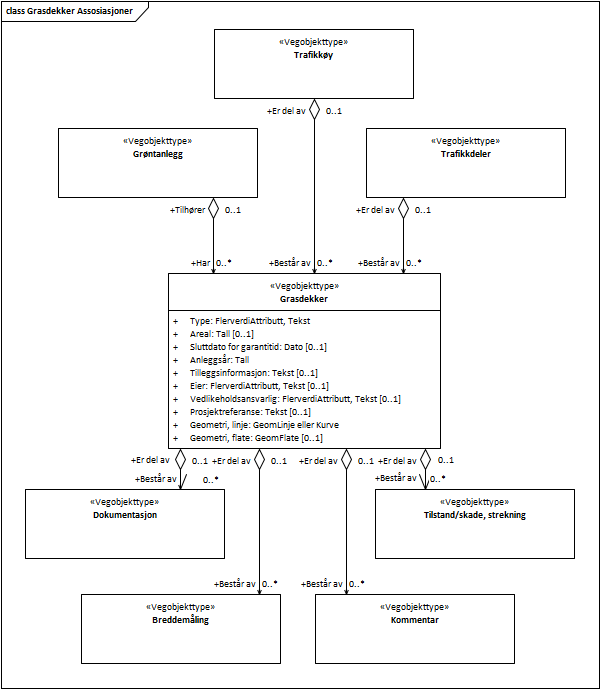 class Grasdekker Assosiasjoner
«Vegobjekttype»
Trafikkøy
+Er del av 0..1
«Vegobjekttype»
Grøntanlegg
«Vegobjekttype»
Trafikkdeler
+Tilhører 0..1
+Er del av 0..1
+Har 0..*
+Består av 0..*
+Består av 0..*
«Vegobjekttype»
Grasdekker
+ Type: FlerverdiAttributt, Tekst
+ Areal: Tall [0..1]
+ Sluttdato for garantitid: Dato [0..1]
+ Anleggsår: Tall
+ Tilleggsinformasjon: Tekst [0..1]
+ Eier: FlerverdiAttributt, Tekst [0..1]
+ Vedlikeholdsansvarlig: FlerverdiAttributt, Tekst [0..1]
+ Prosjektreferanse: Tekst [0..1]
+ Geometri, linje: GeomLinje eller Kurve
+ Geometri, flate: GeomFlate [0..1]
+Er del av 0..1
+Er del av 0..1
+Er del av 0..1
+Er del av 0..1
+Består av 0..*
+Består av 0..*
«Vegobjekttype»
Dokumentasjon
«Vegobjekttype»
Tilstand/skade, strekning
+Består av 0..*
+Består av 0..*
«Vegobjekttype»
Breddemåling
«Vegobjekttype»
Kommentar